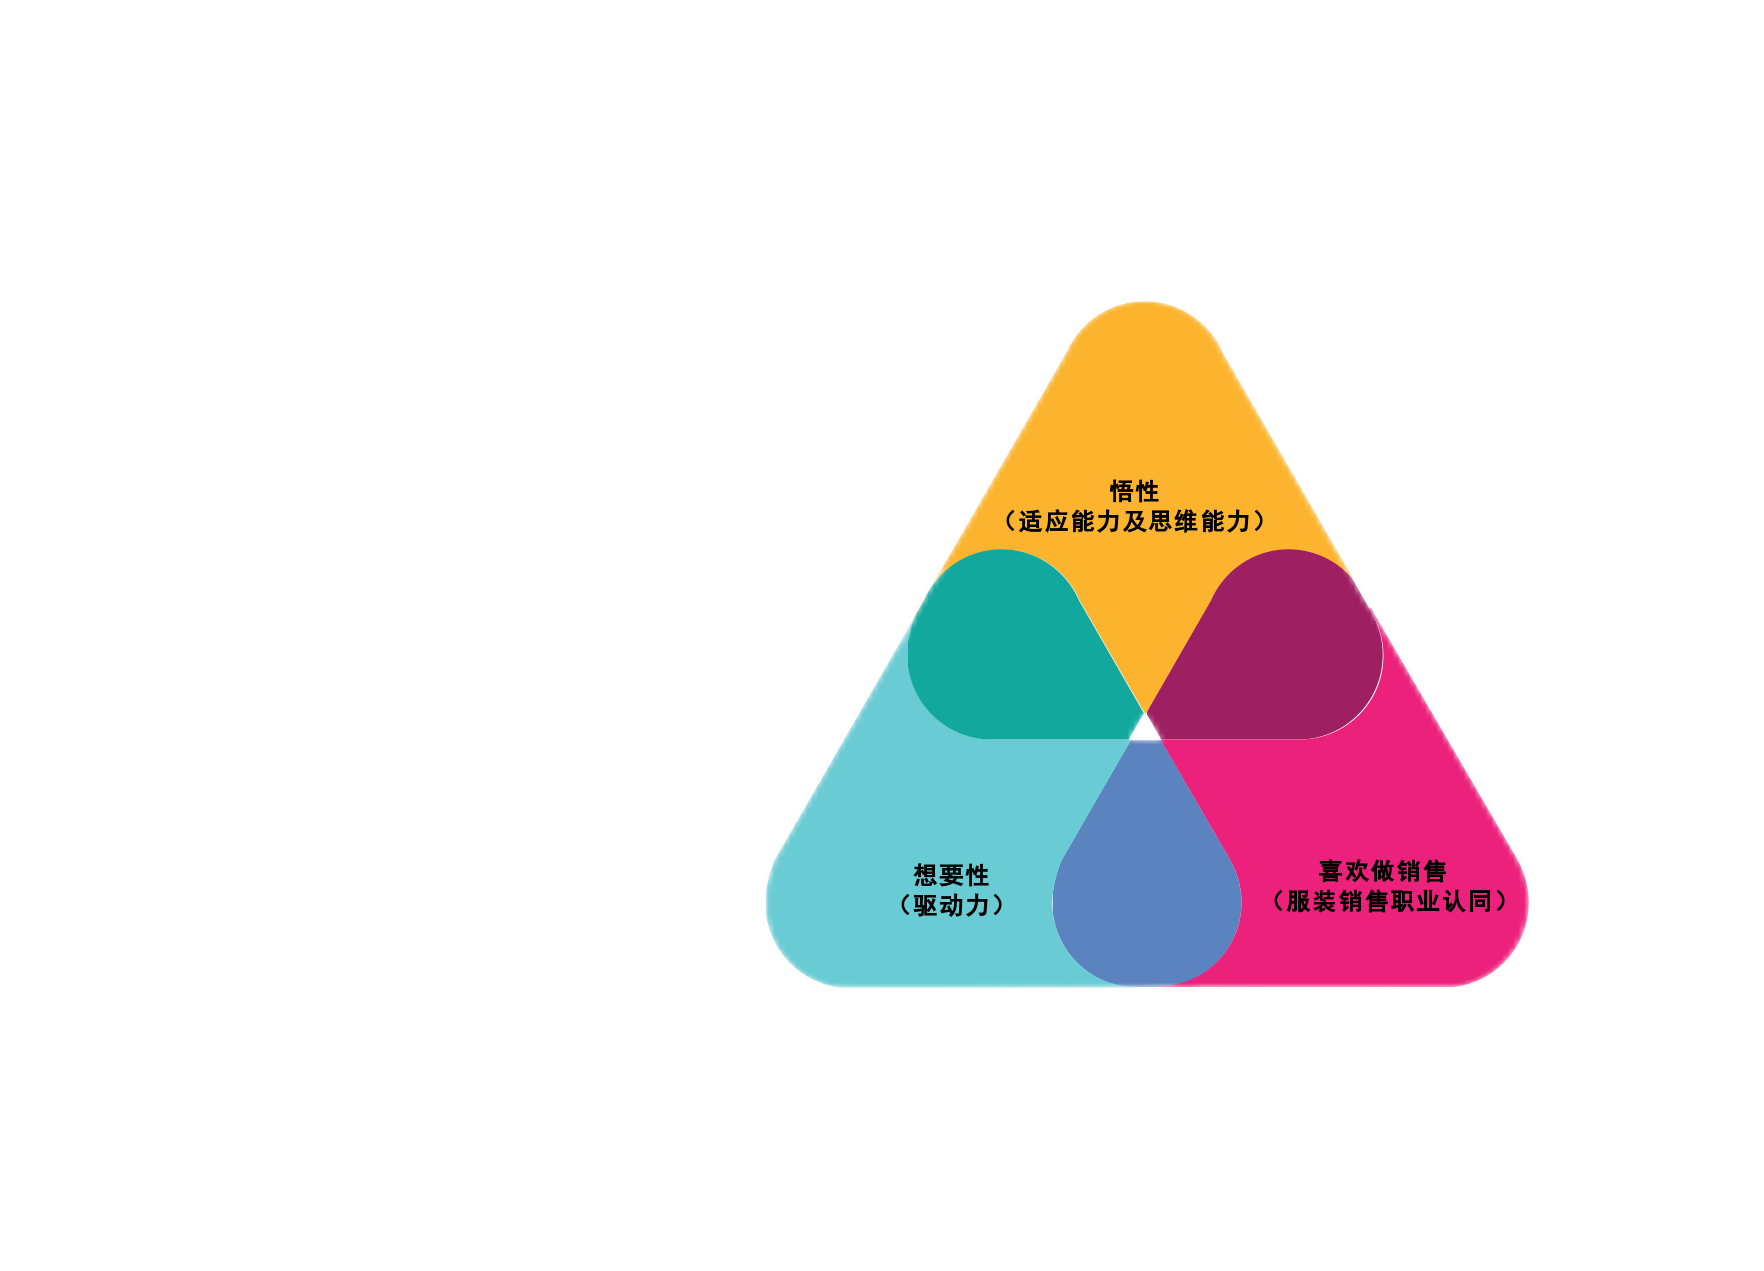 悟性
（适应能力及思维能力）
想要性
（驱动力）
喜欢做销售
（服装销售职业认同）